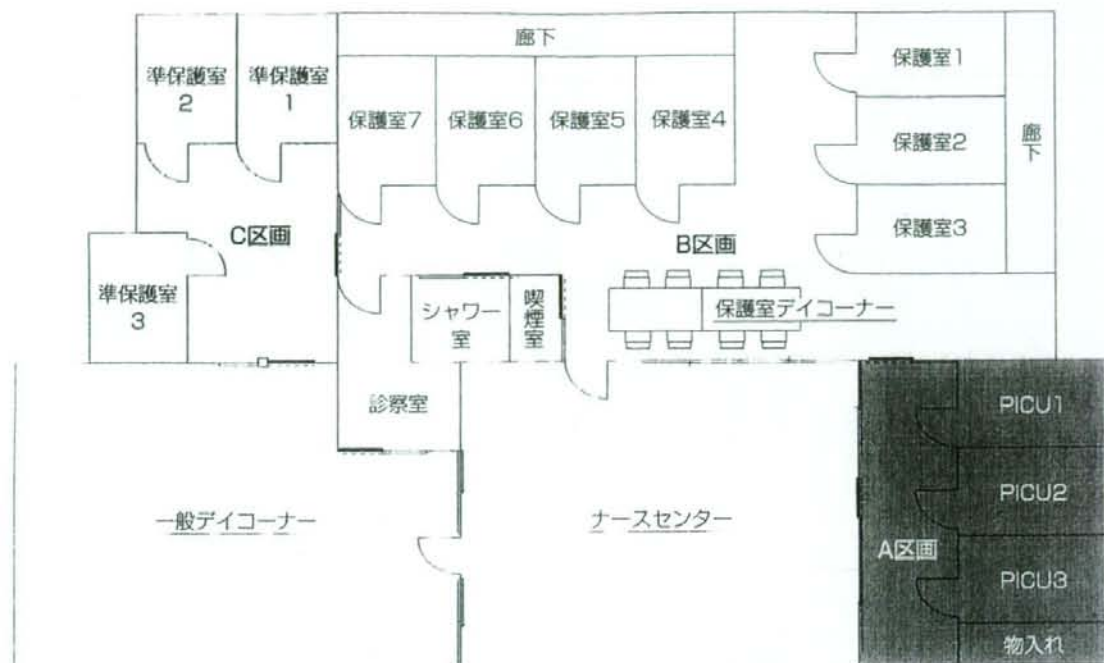 廊下
準保護室
2
準保護室
1
保護室7
保護室6
保護室5
保護室4
保護室1
保護室2
保護室3
廊下
C区画
B区画
準保護室
3
シャワー
室
喫煙室
保護室デイコーナー
診察室
一般デイコーナー
ナースセンター
A区画
PICU1
PICU2
PICU3
物入れ